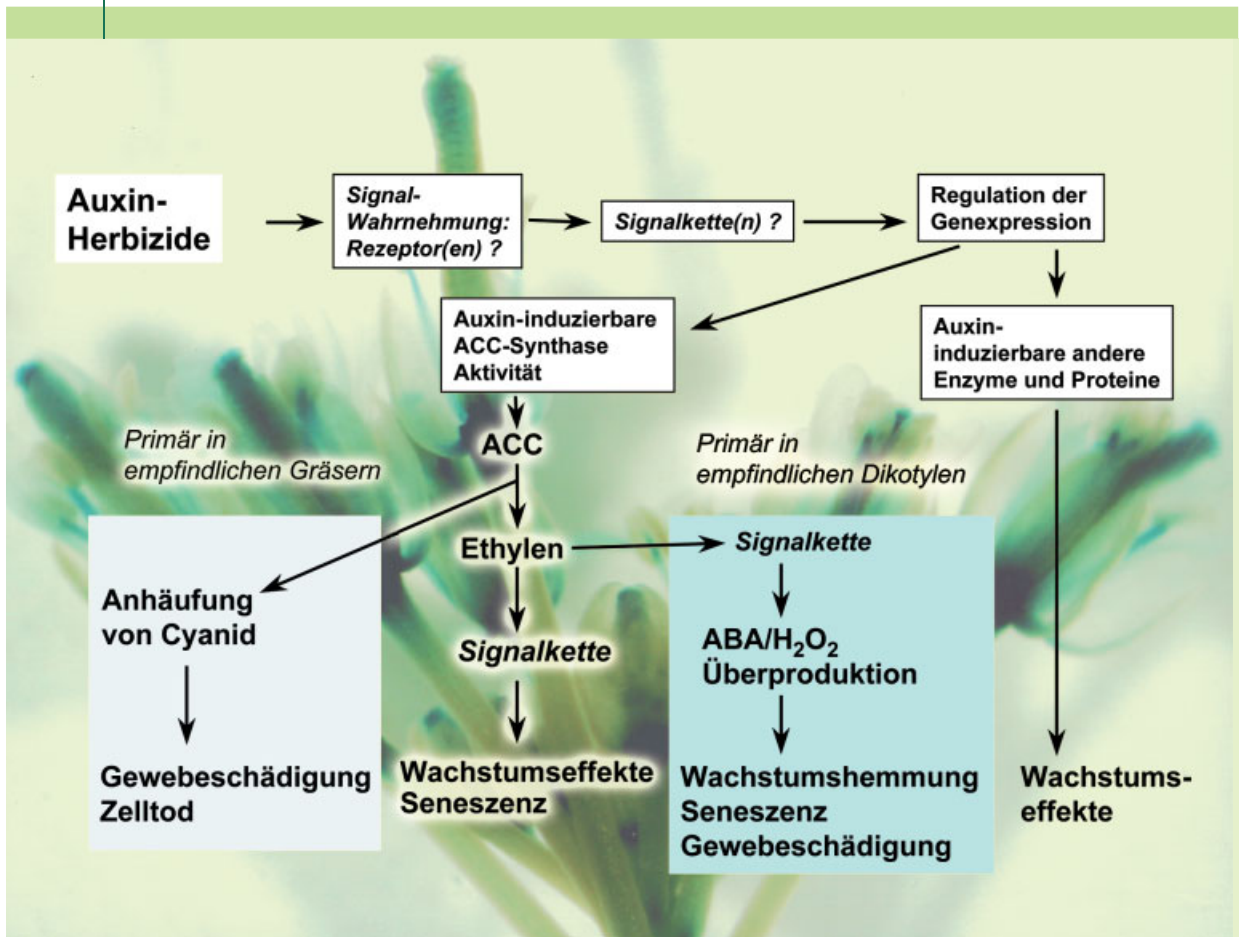 Auxin-
Herbizide
Signal-
Wahrnehmung:
Rezeptor(en) ?
Signalkette(n) ?
Regulation der
Genexpression
Auxin-induzierbare
ACC-Synthase
Aktivität
Auxin-
induzierbare andere
Enzyme und Proteine
ACC
Primär in
empfindlichen Gräsern
Primär in
empfindlichen Dikotylen
Ethylen
Signalkette
Anhäufung
von Cyanid
Signalkette
ABA/H₂O₂
Überproduktion
Gewebeschädigung
Zelltod
Wachstumseffekte
Seneszenz
Wachstumshemmung
Seneszenz
Gewebeschädigung
Wachstums-
effekte